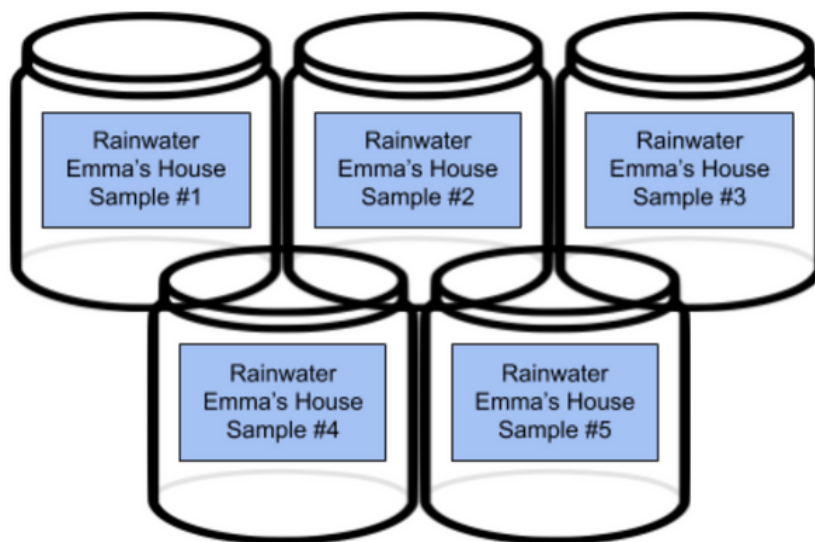 Rainwater
Emma's House
Sample #1
Rainwater
Emma's House
Sample #2
Rainwater
Emma's House
Sample #3
Rainwater
Emma's House
Sample #4
Rainwater
Emma's House
Sample #5